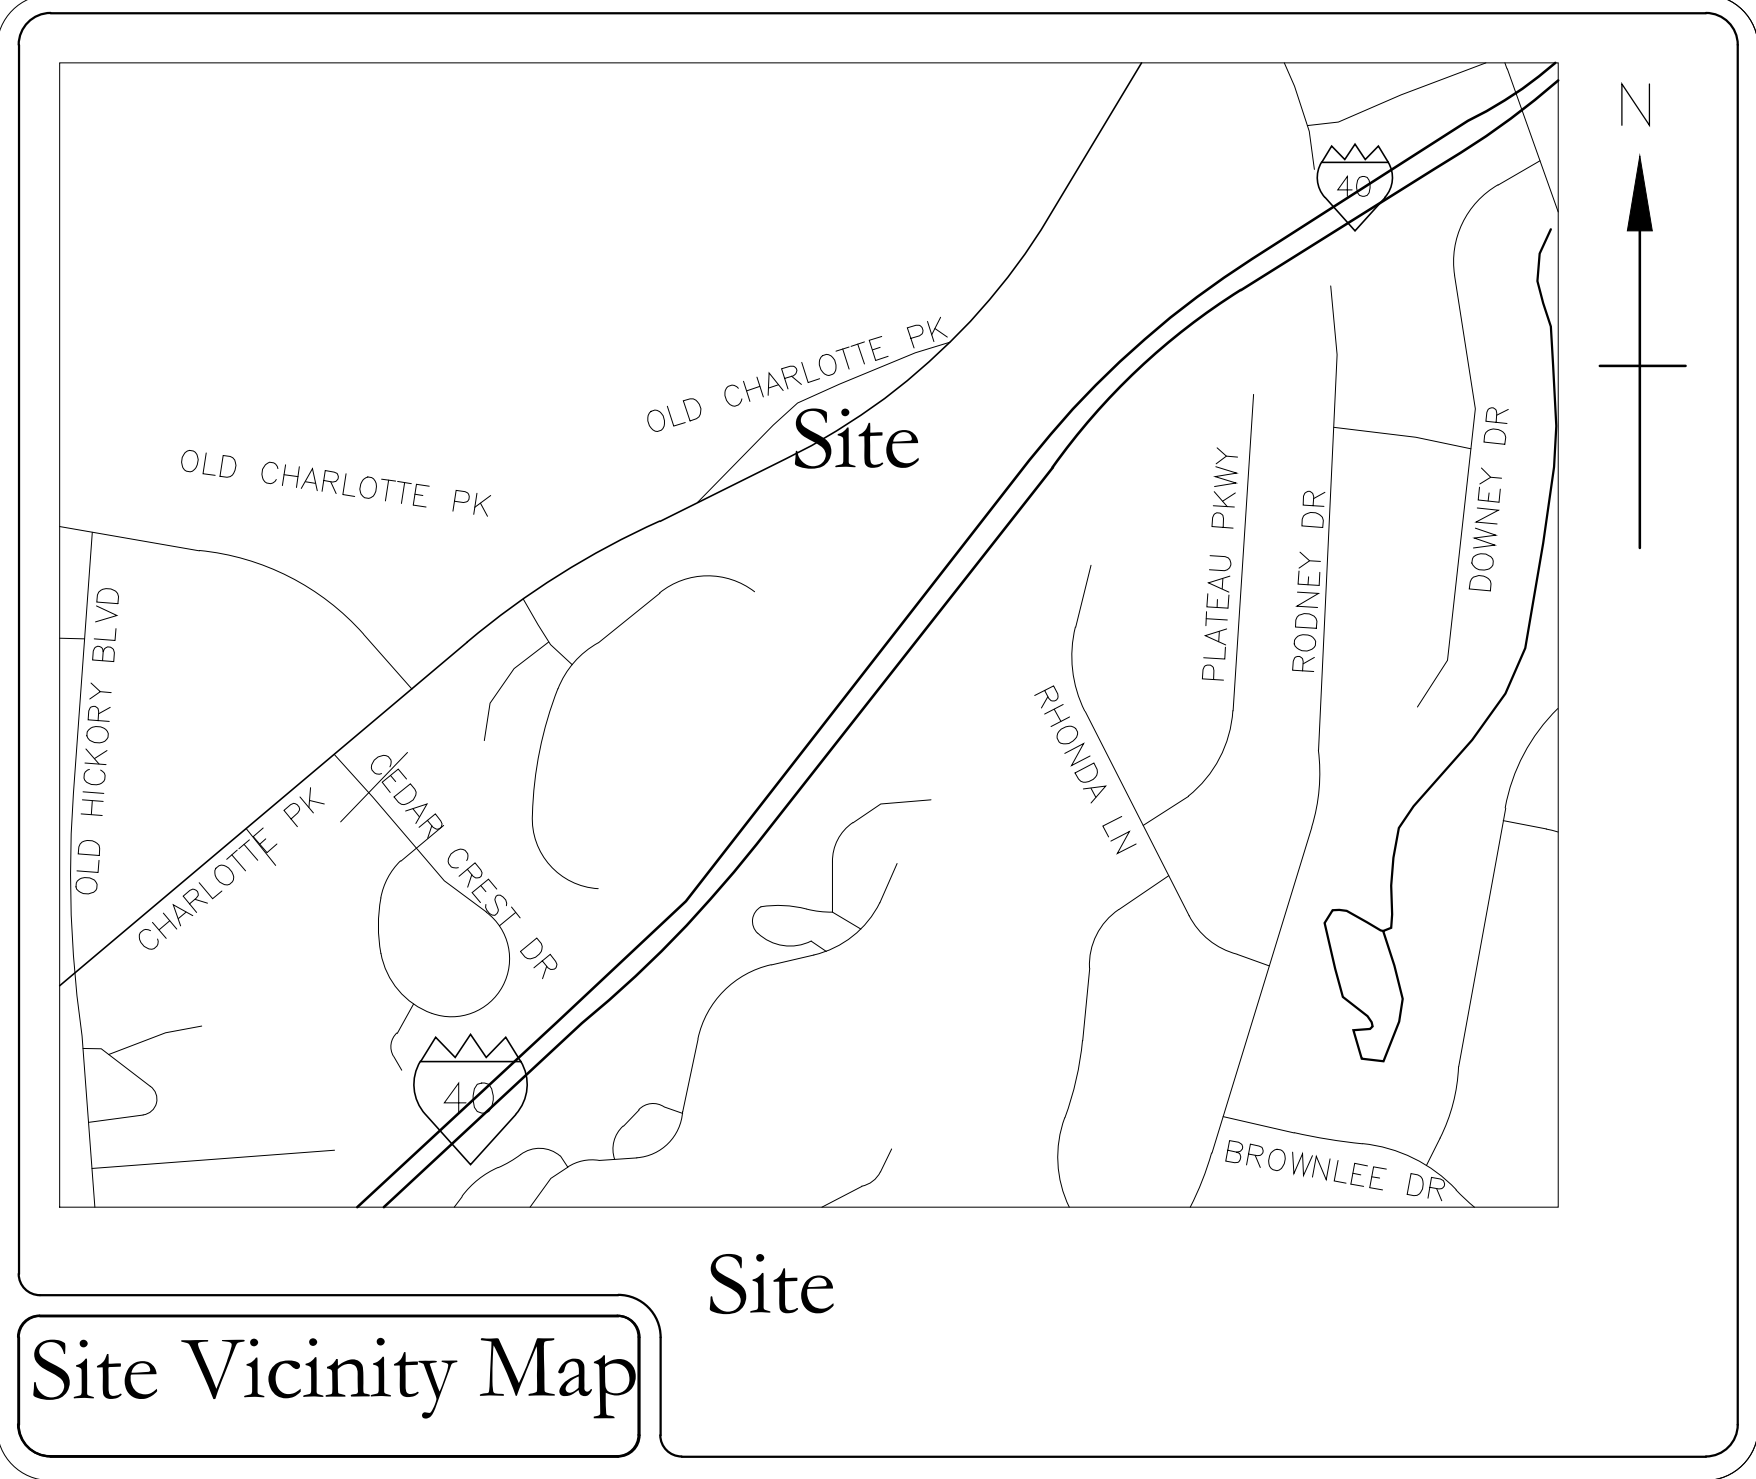 N
40
OLD CHARLOTTE PK
Site
OLD CHARLOTTE PK
DOWNEY DR
PLATEAU PKWY
RODNEY DR
OLD HICKORY BLVD
RHONDA LN
CEDAR CREST DR
CHARLOTTE PK
40
BROWNLEE DR
Site
Site Vicinity Map